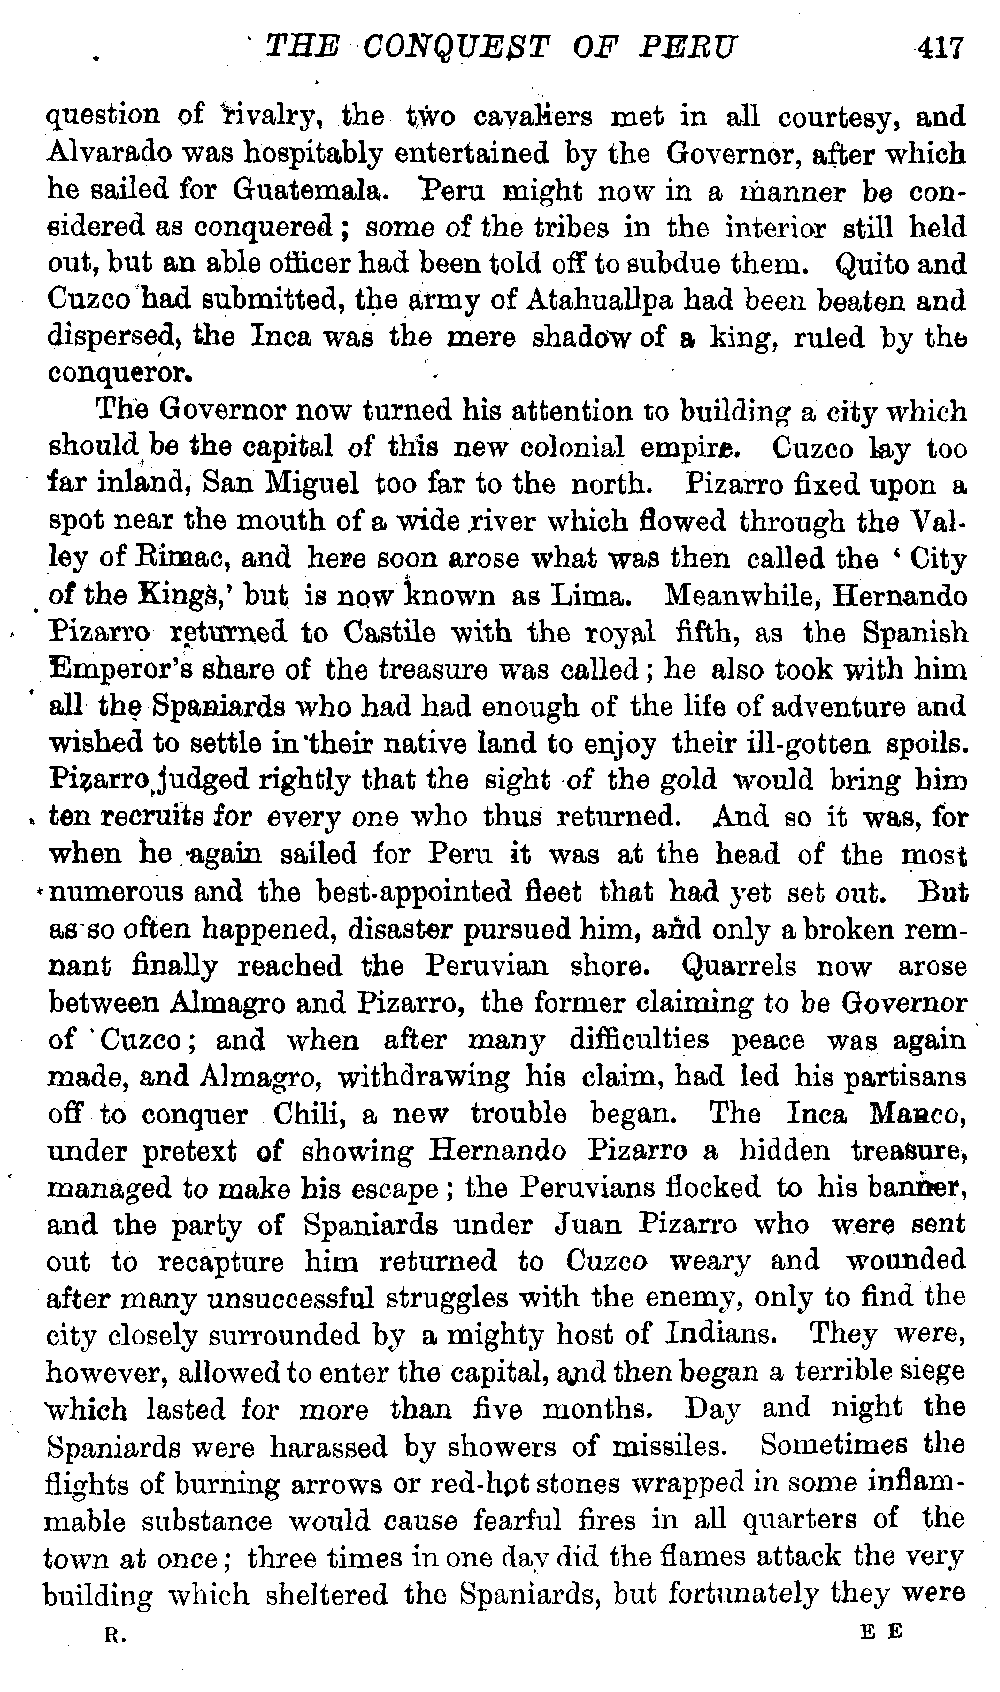 THE CONQUEST OF PERU 417
question of rivalry, the two cavaliers met in all courtesy, and
Alvarado was hospitably entertained by the Governor, after which
he sailed for Guatemala. Peru might now in a manner be con-
sidered as conquered; some of the tribes in the interior still held
out, but an able officer had been told off to subdue them. Quito and
Cuzco had submitted, the army of Atahuallpa had been beaten and
dispersed, the Inca was the mere shadow of a king, ruled by the
conqueror.
The Governor now turned his attention to building a city which
should be the capital of this new colonial empire. Cuzco lay too
far inland, San Miguel too far to the north. Pizarro fixed upon a
spot near the mouth of a wide river which flowed through the Val-
ley of Rimac, and here soon arose what was then called the ‘City
of the Kings,’ but is now known as Lima. Meanwhile, Hernando
Pizarro returned to Castile with the royal fifth, as the Spanish
Emperor’s share of the treasure was called; he also took with him
all the Spaniards who had had enough of the life of adventure and
wished to settle in their native land to enjoy their ill-gotten spoils.
Pizarro judged rightly that the sight of the gold would bring him
ten recruits for every one who thus returned. And so it was, for
when he again sailed for Peru it was at the head of the most
numerous and the best-appointed fleet that had yet set out. But
as so often happened, disaster pursued him, and only a broken rem-
nant finally reached the Peruvian shore. Quarrels now arose
between Almagro and Pizarro, the former claiming to be Governor
of Cuzco; and when after many difficulties peace was again
made, and Almagro, withdrawing his claim, had led his partisans
off to conquer Chili, a new trouble began. The Inca Manco,
under pretext of showing Hernando Pizarro a hidden treasure,
managed to make his escape; the Peruvians flocked to his banner,
and the party of Spaniards under Juan Pizarro who were sent
out to recapture him returned to Cuzco weary and wounded
after many unsuccessful struggles with the enemy, only to find the
city closely surrounded by a mighty host of Indians. They were,
however, allowed to enter the capital, and then began a terrible siege
which lasted for more than five months. Day and night the
Spaniards were harassed by showers of missiles. Sometimes the
flights of burning arrows or red-hot stones wrapped in some inflam-
mable substance would cause fearful fires in all quarters of the
town at once; three times in one day did the flames attack the very
building which sheltered the Spaniards, but fortunately they were
R. E E